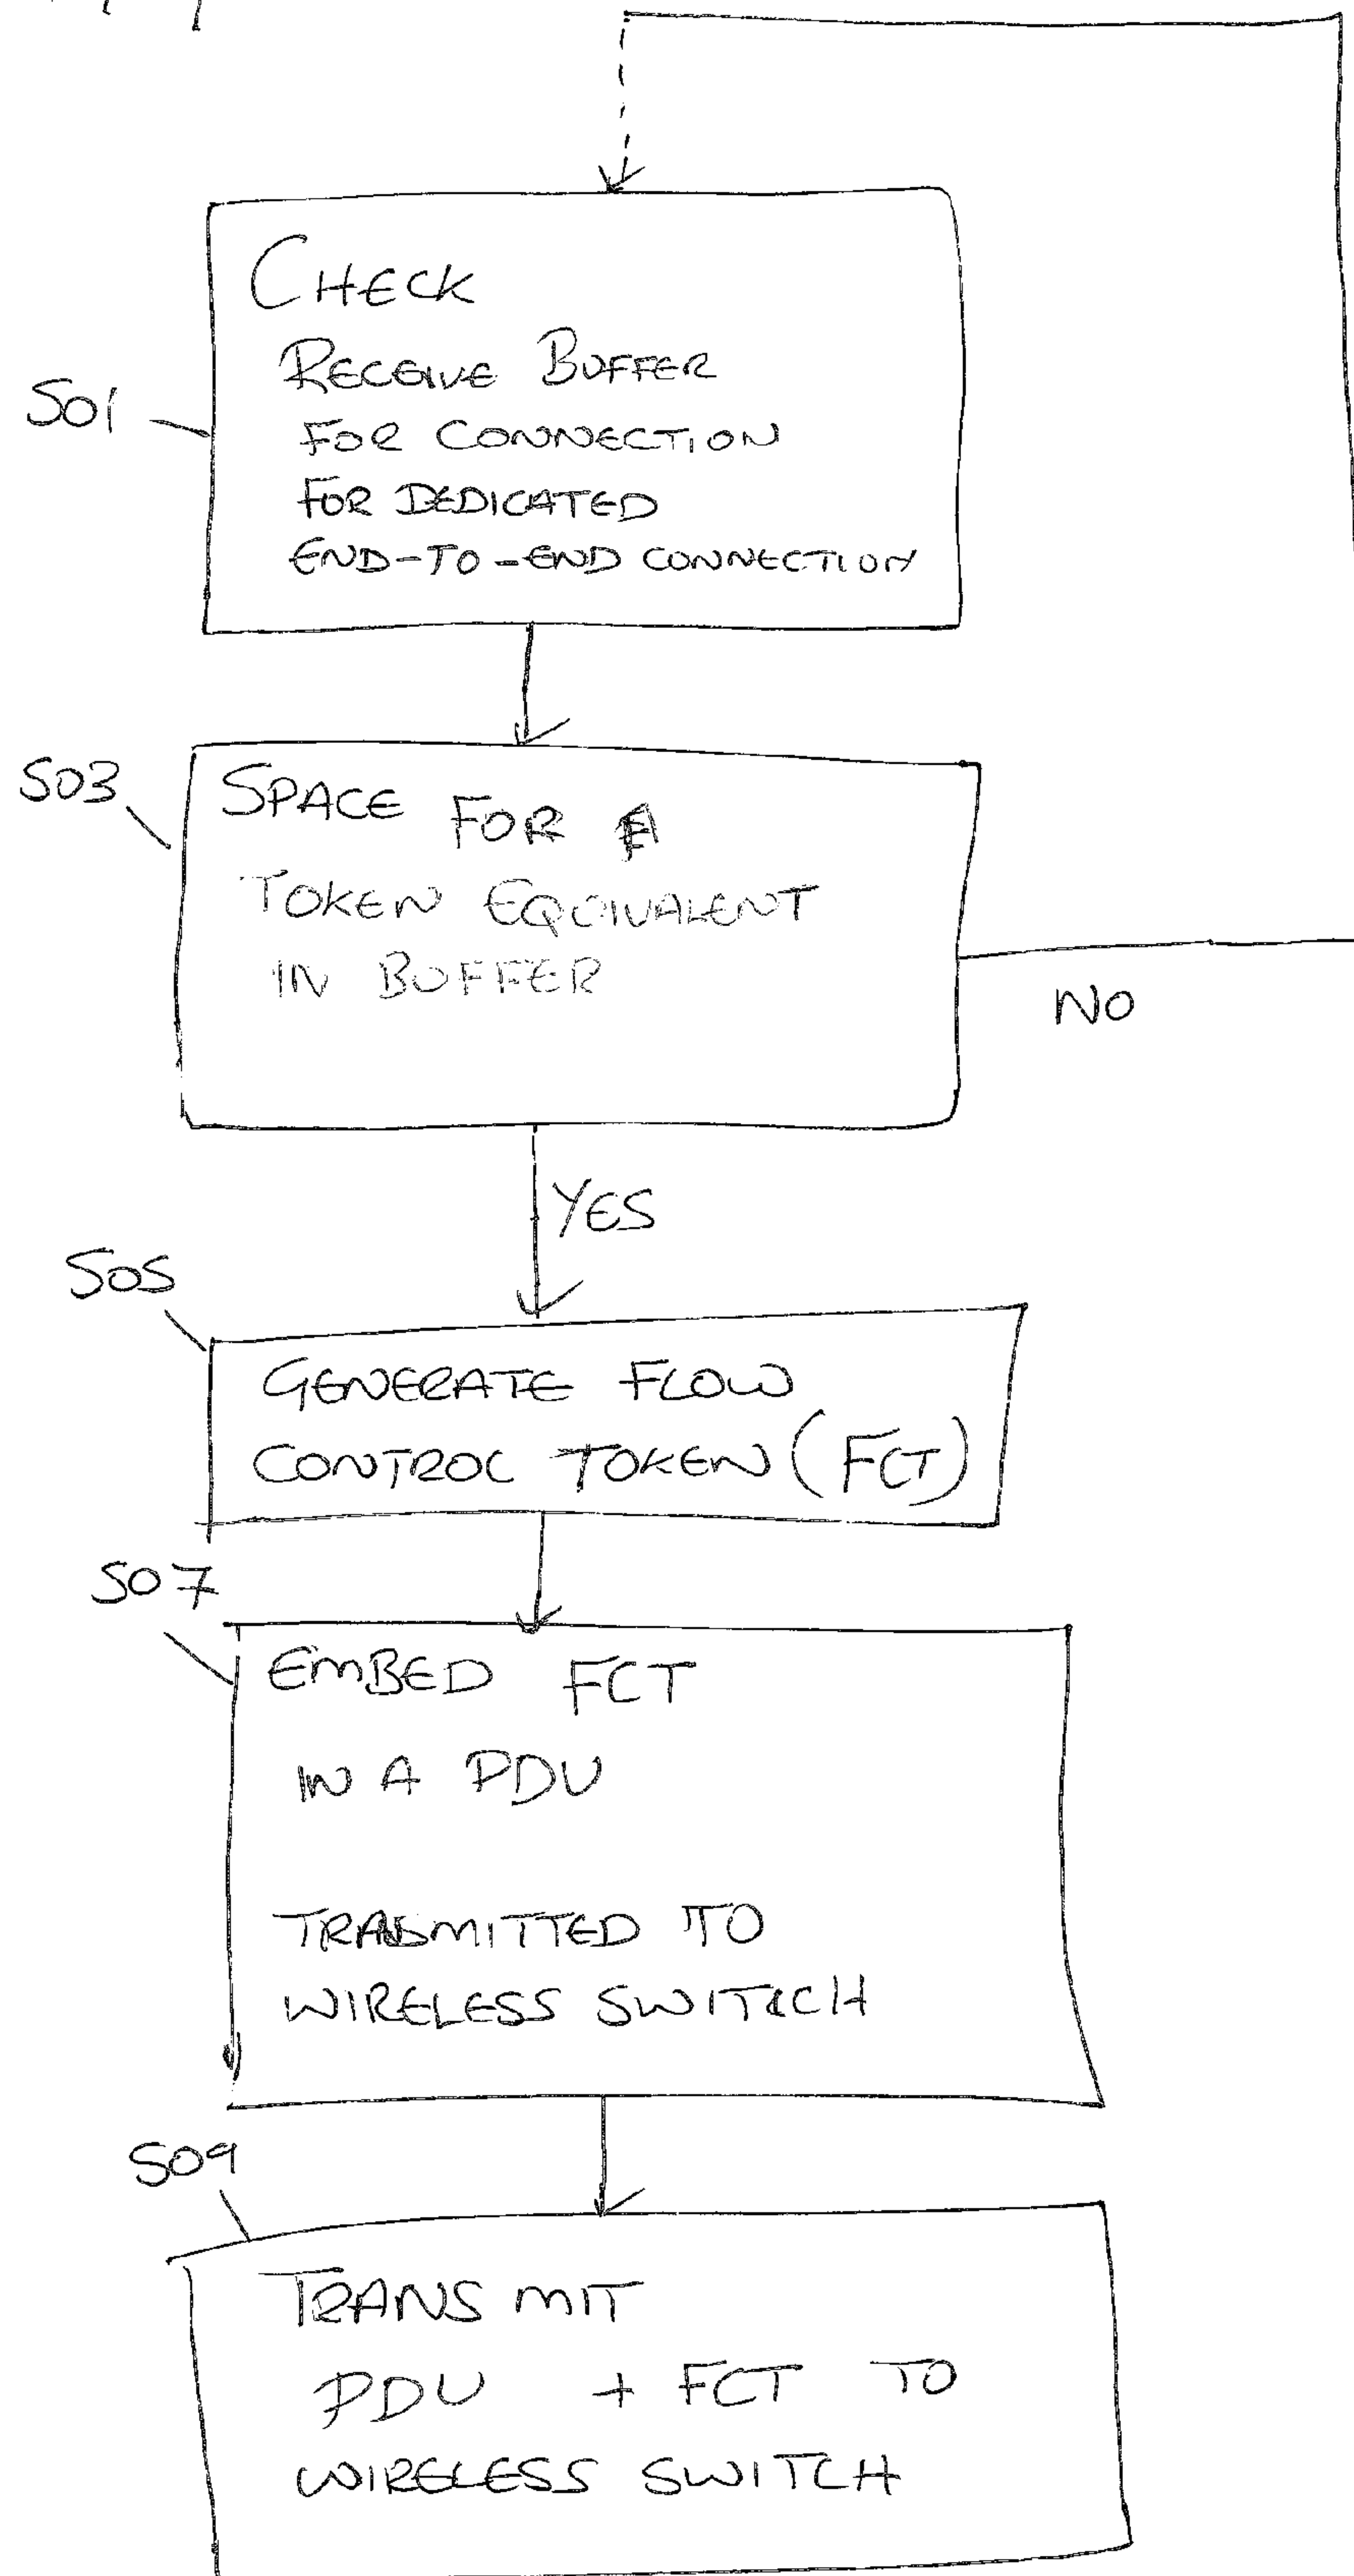 CHECK
RECEIVE BUFFER
S01
FOR CONNECTION
FOR DEDICATED
END-TO-END CONNECTION
S03
SPACE FOR A
TOKEN EQUIVALENT
IN BUFFER
NO
YES
S05
GENERATE FLOW
CONTROL TOKEN (FCT)
S07
EMBED FCT
IN A PDU
TRANSMITTED TO
WIRELESS SWITCH
S09
TRANSMIT
PDU + FCT TO
WIRELESS SWITCH